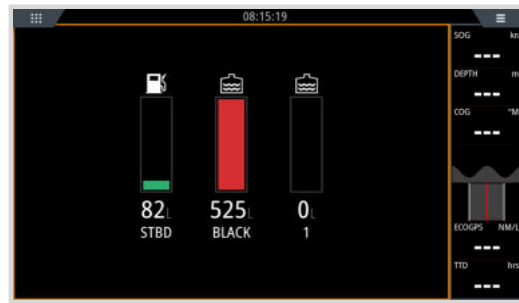 08:15:19
82L
STBD
525L
BLACK
0L
1
SOG kn
---
DEPTH m
---
COG °M
---
ECOGPS NM/L
---
TTD hrs
---